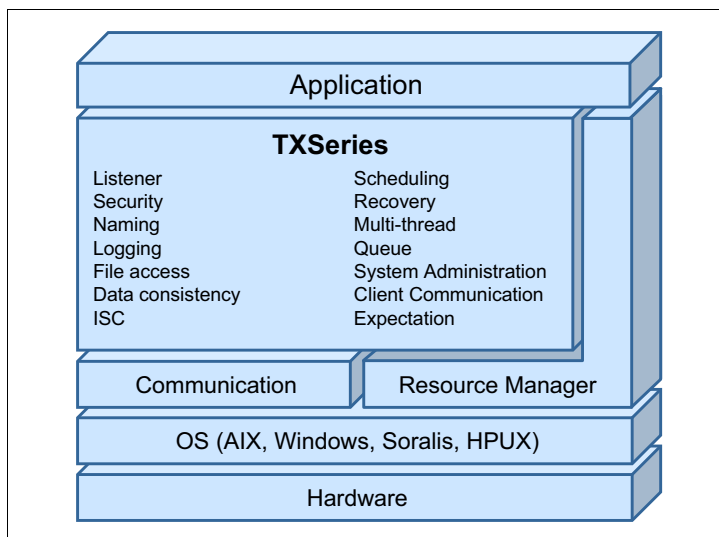 Application
TXSeries
Listener
Security
Naming
Logging
File access
Data consistency
ISC
Scheduling
Recovery
Multi-thread
Queue
System Administration
Client Communication
Expectation
Communication
Resource Manager
OS (AIX, Windows, Soralis, HPUX)
Hardware